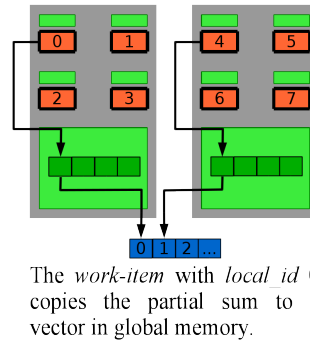 0 1 4 5
2 3 6 7
0 1 2 ...
The work-item with local_id
copies the partial sum to
vector in global memory.